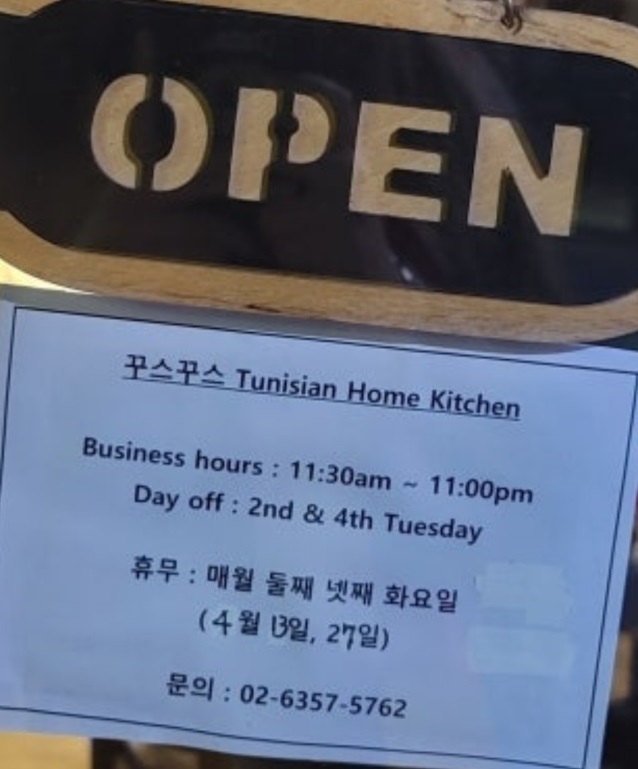 OPEN
꾸스꾸스 Tunisian Home Kitchen
Business hours : 11:30am ~ 11:00pm
Day off : 2nd & 4th Tuesday
휴무 : 매월 둘째 넷째 화요일
(4월 13일, 27일)
문의 : 02-6357-5762